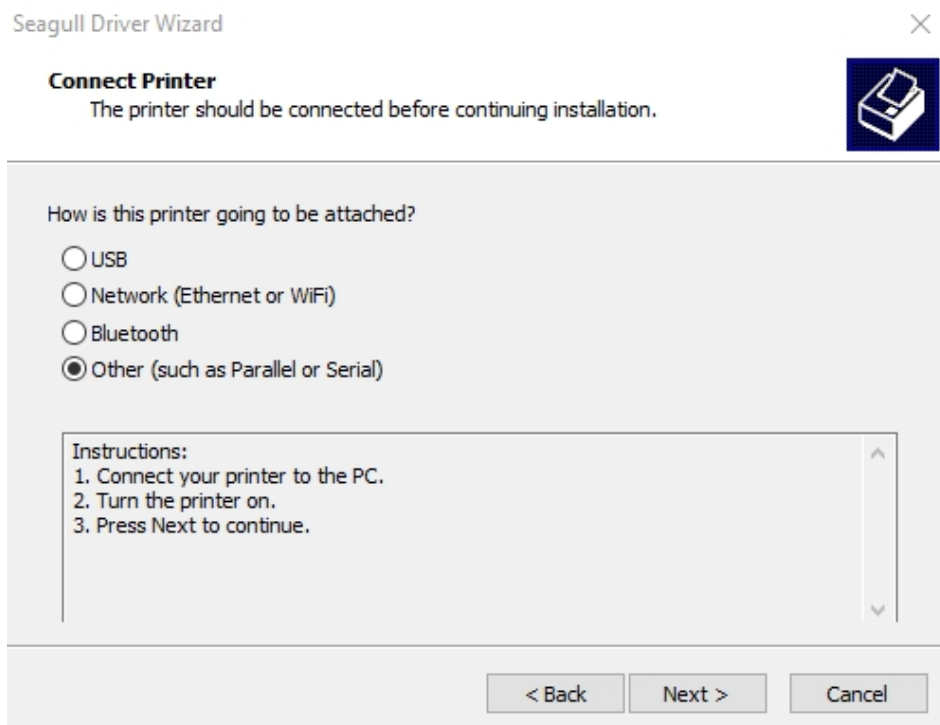 Seagull Driver Wizard
Connect Printer
The printer should be connected before continuing installation.
How is this printer going to be attached?
USB
Network (Ethernet or WiFi)
Bluetooth
Other (such as Parallel or Serial)
Instructions:
1. Connect your printer to the PC.
2. Turn the printer on.
3. Press Next to continue.
< Back Next > Cancel